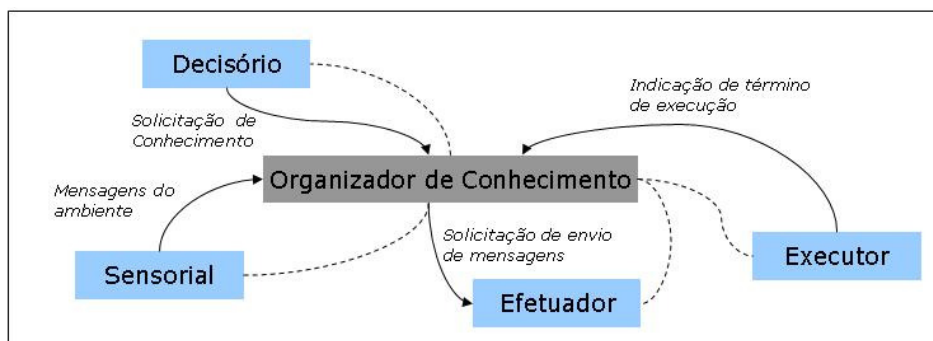 Decisório
Indicação de término
de execução
Solicitação de
Conhecimento
Organizador de Conhecimento
Mensagens do
ambiente
Solicitação de envio
de mensagens
Executor
Sensorial
Efetuador